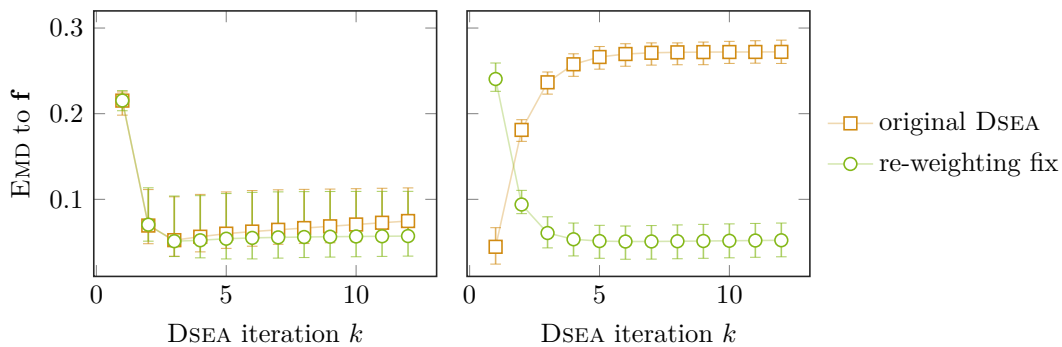 0.3
0.2
0.1
EMD to f
0 5 10
0 5 10
DSEA iteration k
DSEA iteration k
original DSEA
re-weighting fix